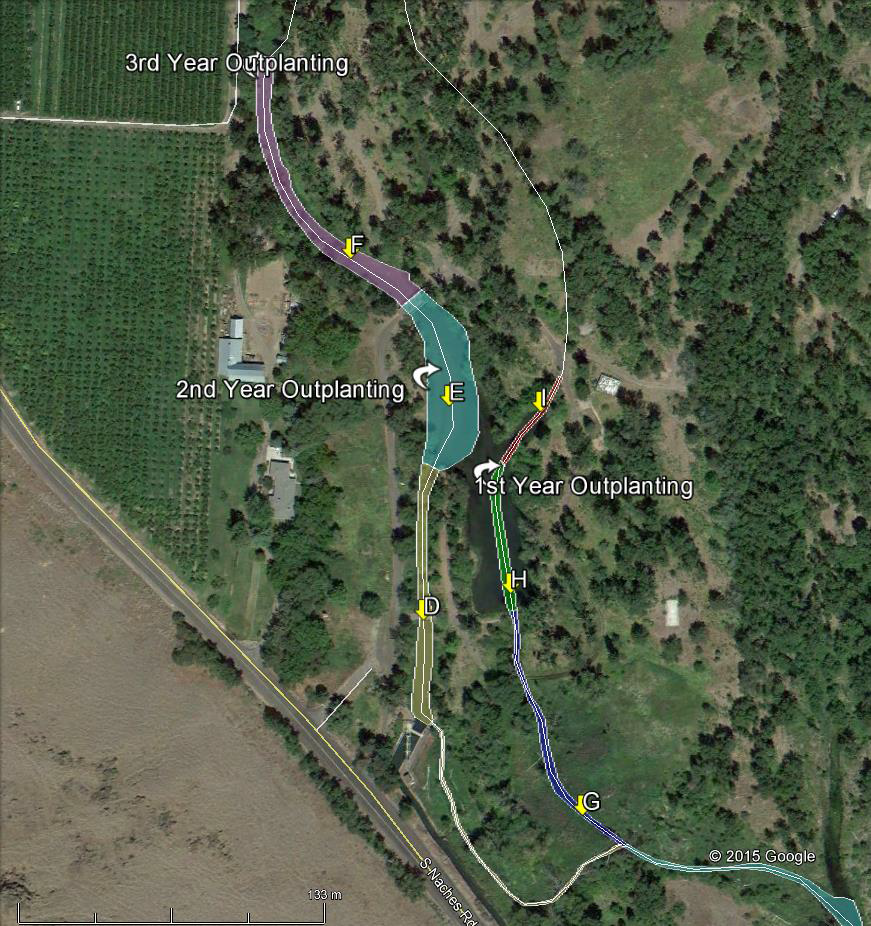 3rd Year Outplanting
F
2nd Year Outplanting
E
I
1st Year Outplanting
H
D
G
© 2015 Google
S Naches Rd
133 m